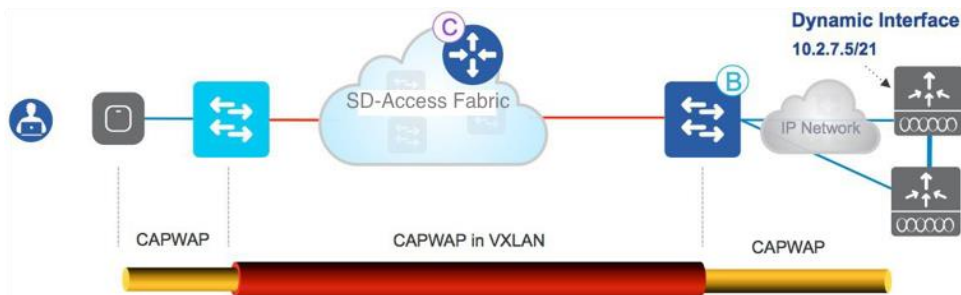 Dynamic Interface
10.2.7.5/21
C
B
SD-Access Fabric
IP Network
CAPWAP
CAPWAP in VXLAN
CAPWAP